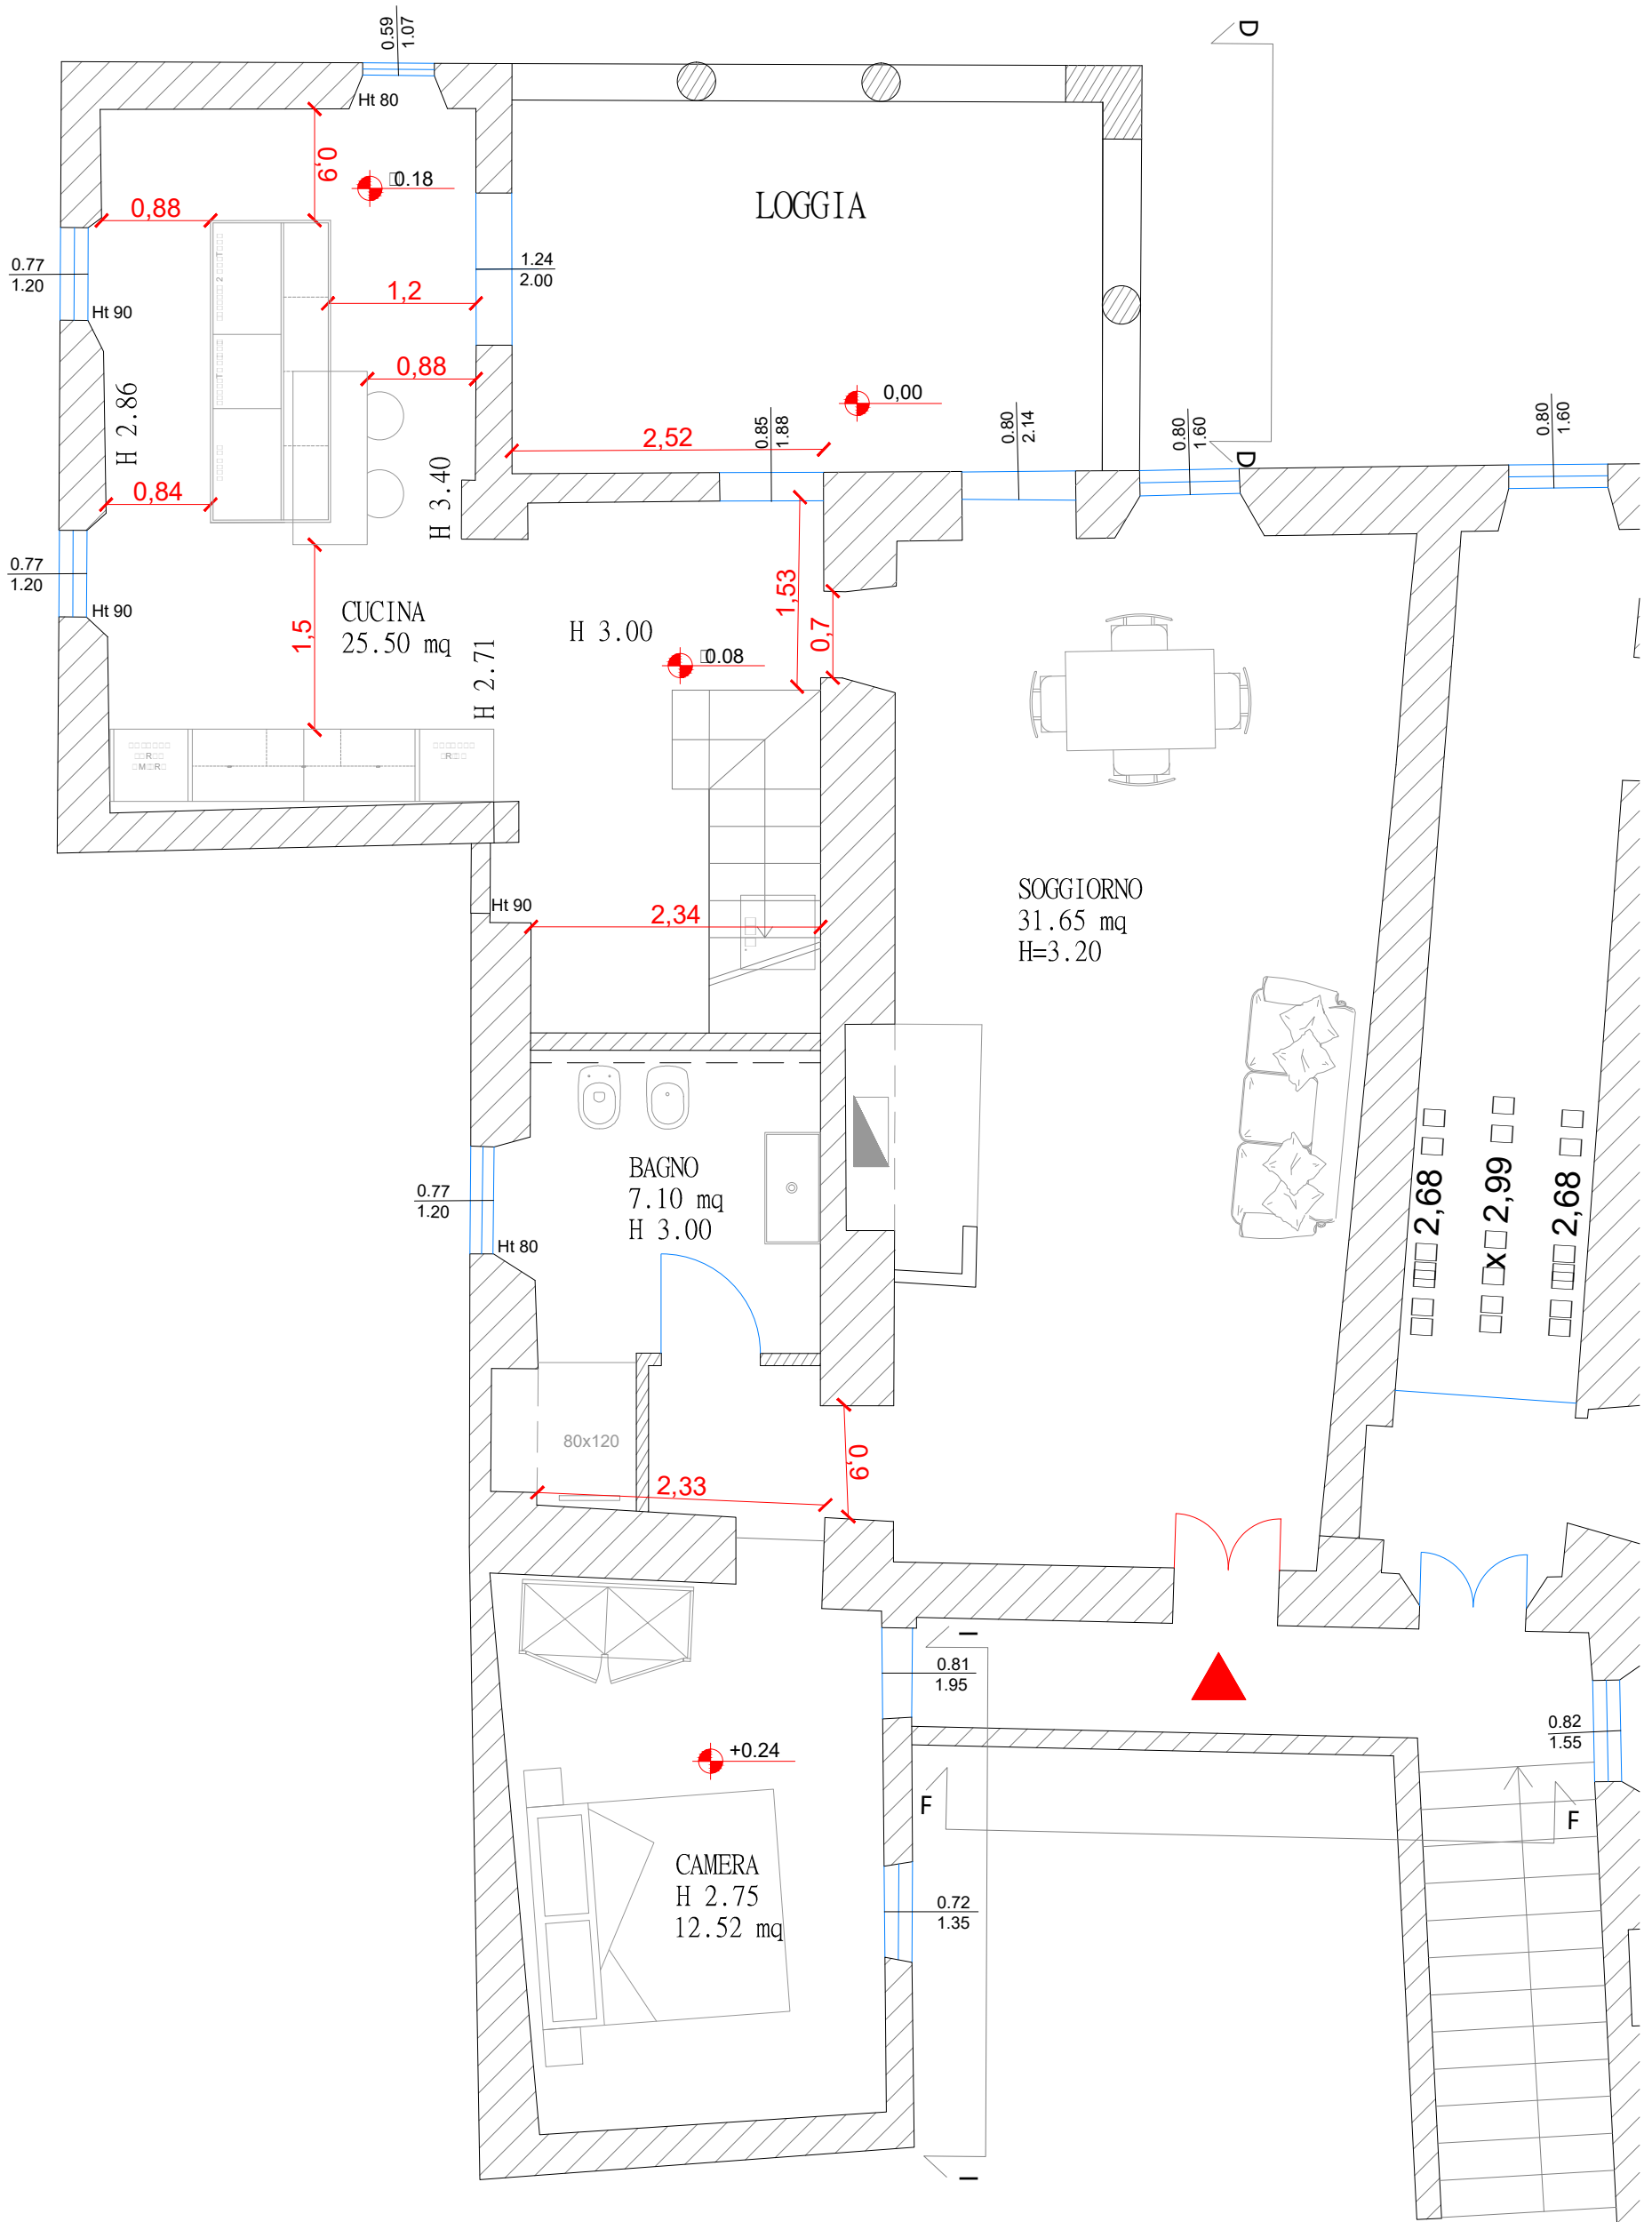 0.59
1.07
D
Ht 80
0,9
0.18
0,88
LOGGIA
0.77
1.20
1.24
2.00
1,2
Ht 90
0,88
H 2.86
0,00
0.85
1.88
0.80
2.14
0.80
1.60
0.80
1.60
2,52
D
H 3.40
0,84
0.77
1.20
Ht 90
CUCINA
25.50 mq
1,5
H 3.00
1,53
0,7
0.08
H 2.71
SOGGIORNO
31.65 mq
H=3.20
Ht 90
2,34
BAGNO
7.10 mq
H 3.00
0.77
1.20
Ht 80
2,68
x 2,99
2,68
80x120
2,33
0,9
I
0.81
1.95
0.82
1.55
+0.24
F
F
CAMERA
H 2.75
12.52 mq
0.72
1.35
I